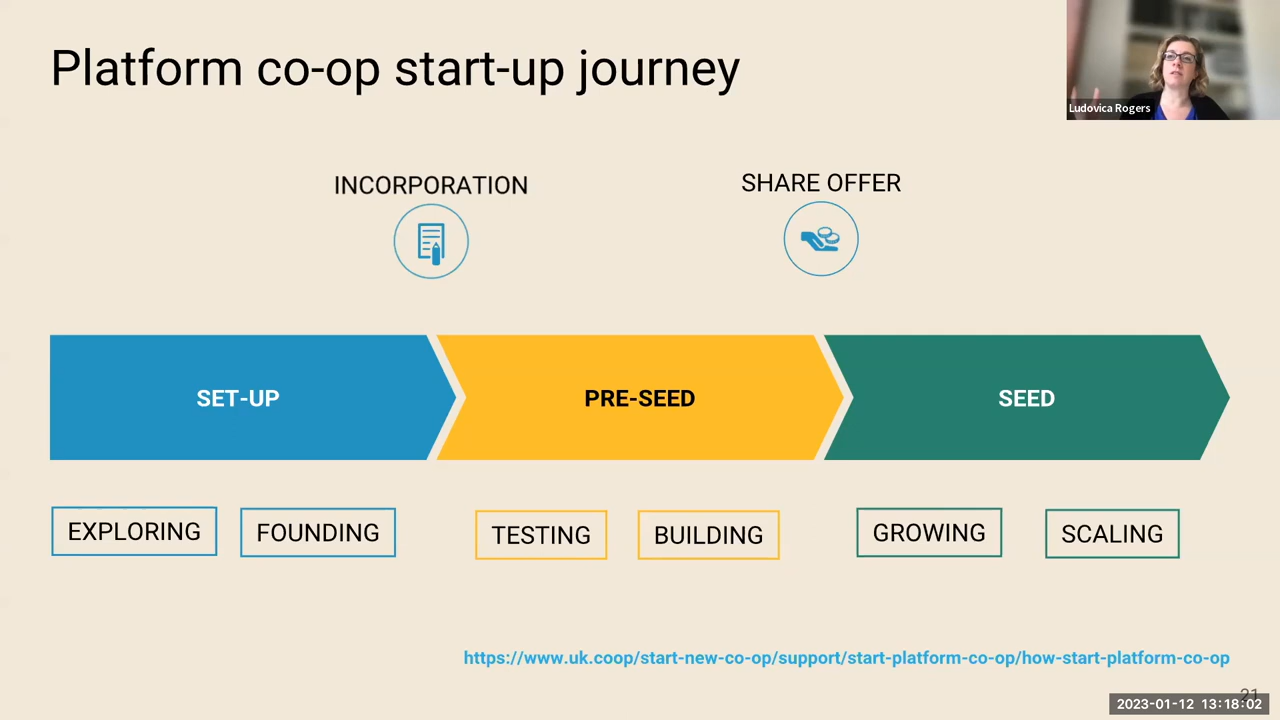 Platform co-op start-up journey
Ludovica Rogers
INCORPORATION
SHARE OFFER
SET-UP
PRE-SEED
SEED
EXPLORING
FOUNDING
TESTING
BUILDING
GROWING
SCALING
https://www.uk.coop/start-new-co-op/support/start-platform-co-op/how-start-platform-co-op
21
2023-01-12 13:18:02